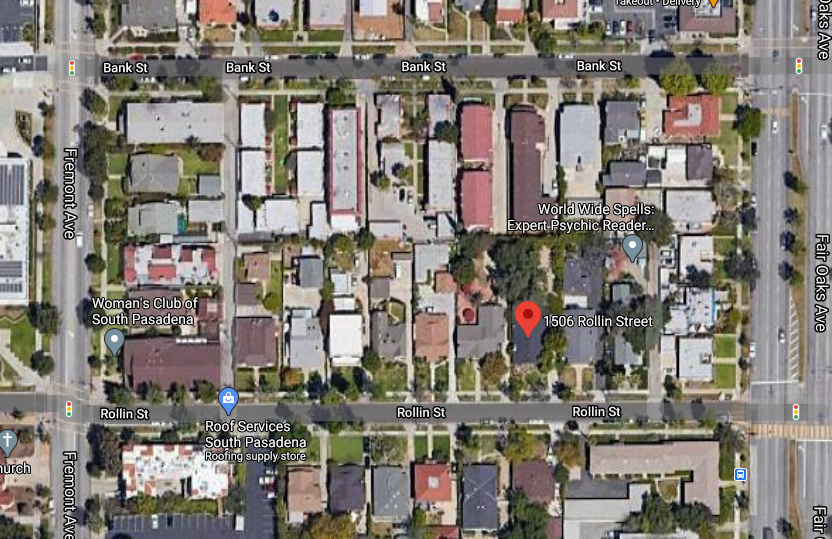 Takeout • Delivery
Oaks Ave
Bank St
Bank St
Bank St
Bank St
Fremont Ave
World Wide Spells:
Expert Psychic Reader...
Fair Oaks Ave
Woman's Club of
South Pasadena
1506 Rollin Street
Rollin St
Rollin St
Rollin St
Roof Services
South Pasadena
Roofing supply store
hurch
Fremont Ave
Fair O